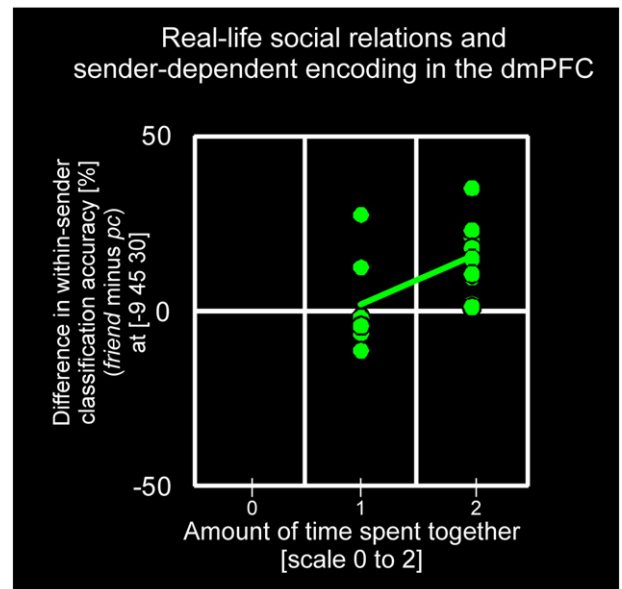 Real-life social relations and
sender-dependent encoding in the dmPFC
Difference in within-sender
classification accuracy [%]
(friend minus pc)
at [-9 45 30]
50
0
-50
0
1
2
Amount of time spent together
[scale 0 to 2]